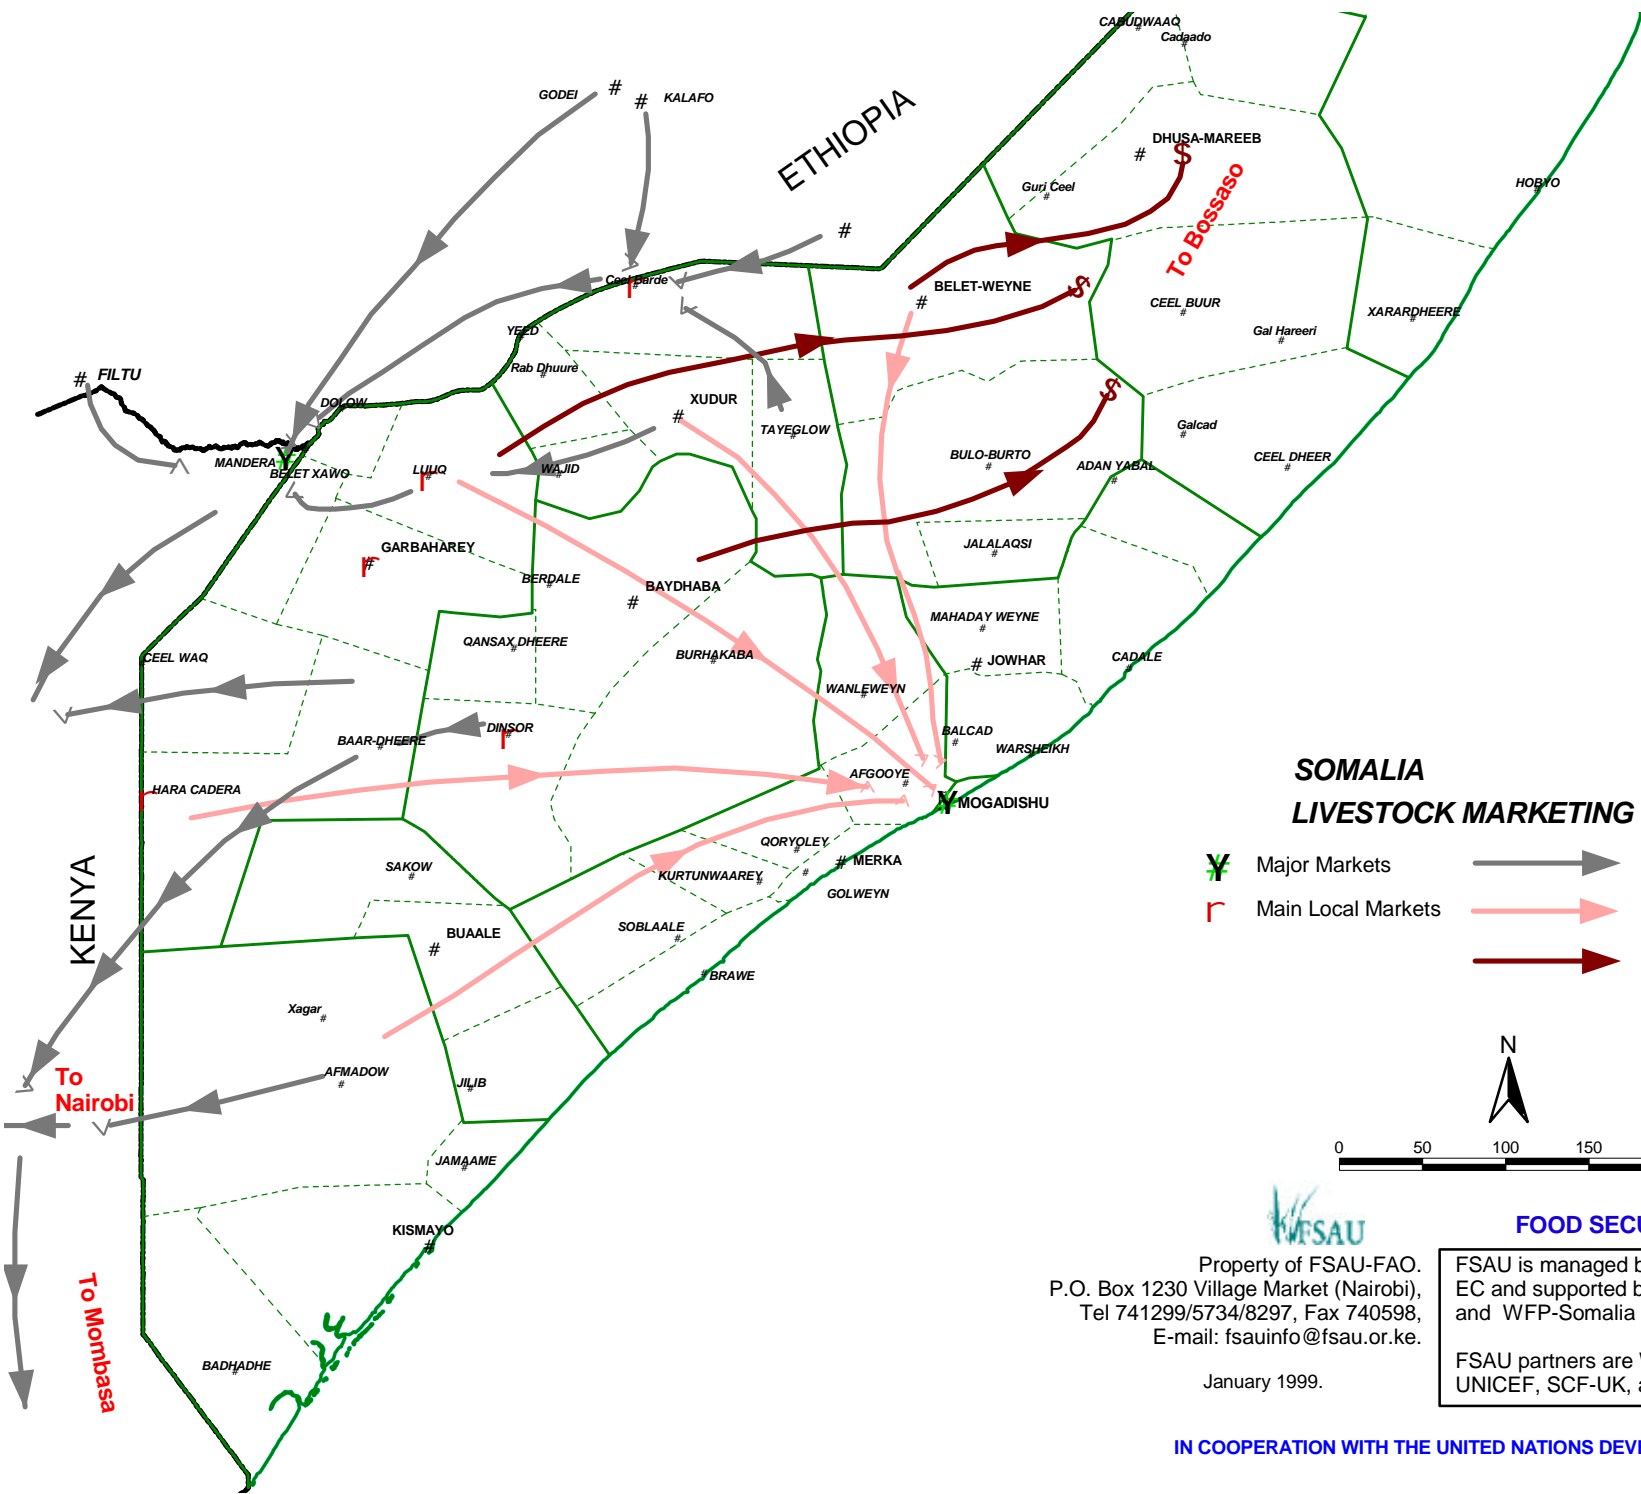 CABUDWAAQ
Cadaado
GODEI
KALAFO
ETHIOPIA
DHUSA-MAREEB
Guri Ceel
HOBYO
To Bossaso
Ceel Barde
BELET-WEYNE
CEEL BUUR
XARARDHEERE
Gal Hareeri
YEED
Rab Dhuure
FILTU
DOLOW
XUDUR
TAYEGLOW
Galcad
MANDERA
BELET XAWO
LUUQ
WAJID
BULO-BURTO
ADAN YABAL
CEEL DHEER
GARBAHAREY
JALALAQSI
BERDALE
BAYDHABA
MAHADAY WEYNE
QANSAX DHEERE
BURHAKABA
CEEL WAQ
JOWHAR
CADALE
WANLEWEYN
DINSOR
BAAR-DHEERE
BALCAD
WARSHEIKH
HARA CADERA
AFGOOYE
MOGADISHU
SOMALIA
LIVESTOCK MARKETING
QORYOLEY
MERKA
SAKOW
KURTUNWAAREY
GOLWEYN
Major Markets
Main Local Markets
KENYA
BUAALE
SOBLAALE
BRAWE
Xagar
AFMADOW
JILIB
To
Nairobi
N
0 50 100 150
JAMAAME
KISMAYO
To Mombasa
BADHADHE
FSAU
FOOD SECU
Property of FSAU-FAO.
P.O. Box 1230 Village Market (Nairobi),
Tel 741299/5734/8297, Fax 740598,
E-mail: fsauinfo@fsau.or.ke.
January 1999.
FSAU is managed b
EC and supported b
and WFP-Somalia
FSAU partners are
UNICEF, SCF-UK, a
IN COOPERATION WITH THE UNITED NATIONS DEVE